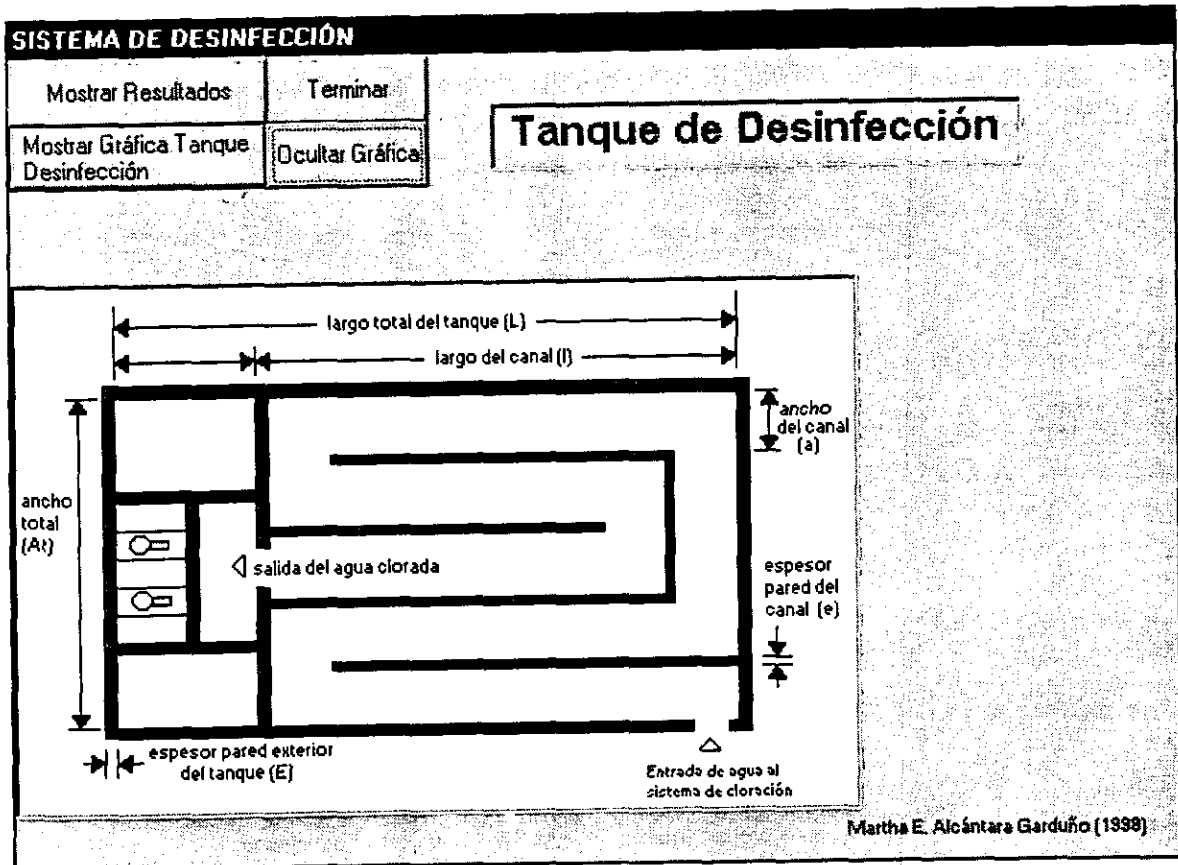 SISTEMA DE DESINFECCIÓN
Mostrar Resultados
Terminar
Mostrar Gráfica Tanque
Desinfección
Ocultar Gráfica
Tanque de Desinfección
largo total del tanque (L)
largo del canal (l)
ancho
del canal
(a)
ancho
total
(At)
salida del agua clorada
espesor
pared del
canal (e)
espesor pared exterior
del tanque (E)
Entrada de agua al
sistema de cloración
Martha E. Alcántara Garduño (1998)